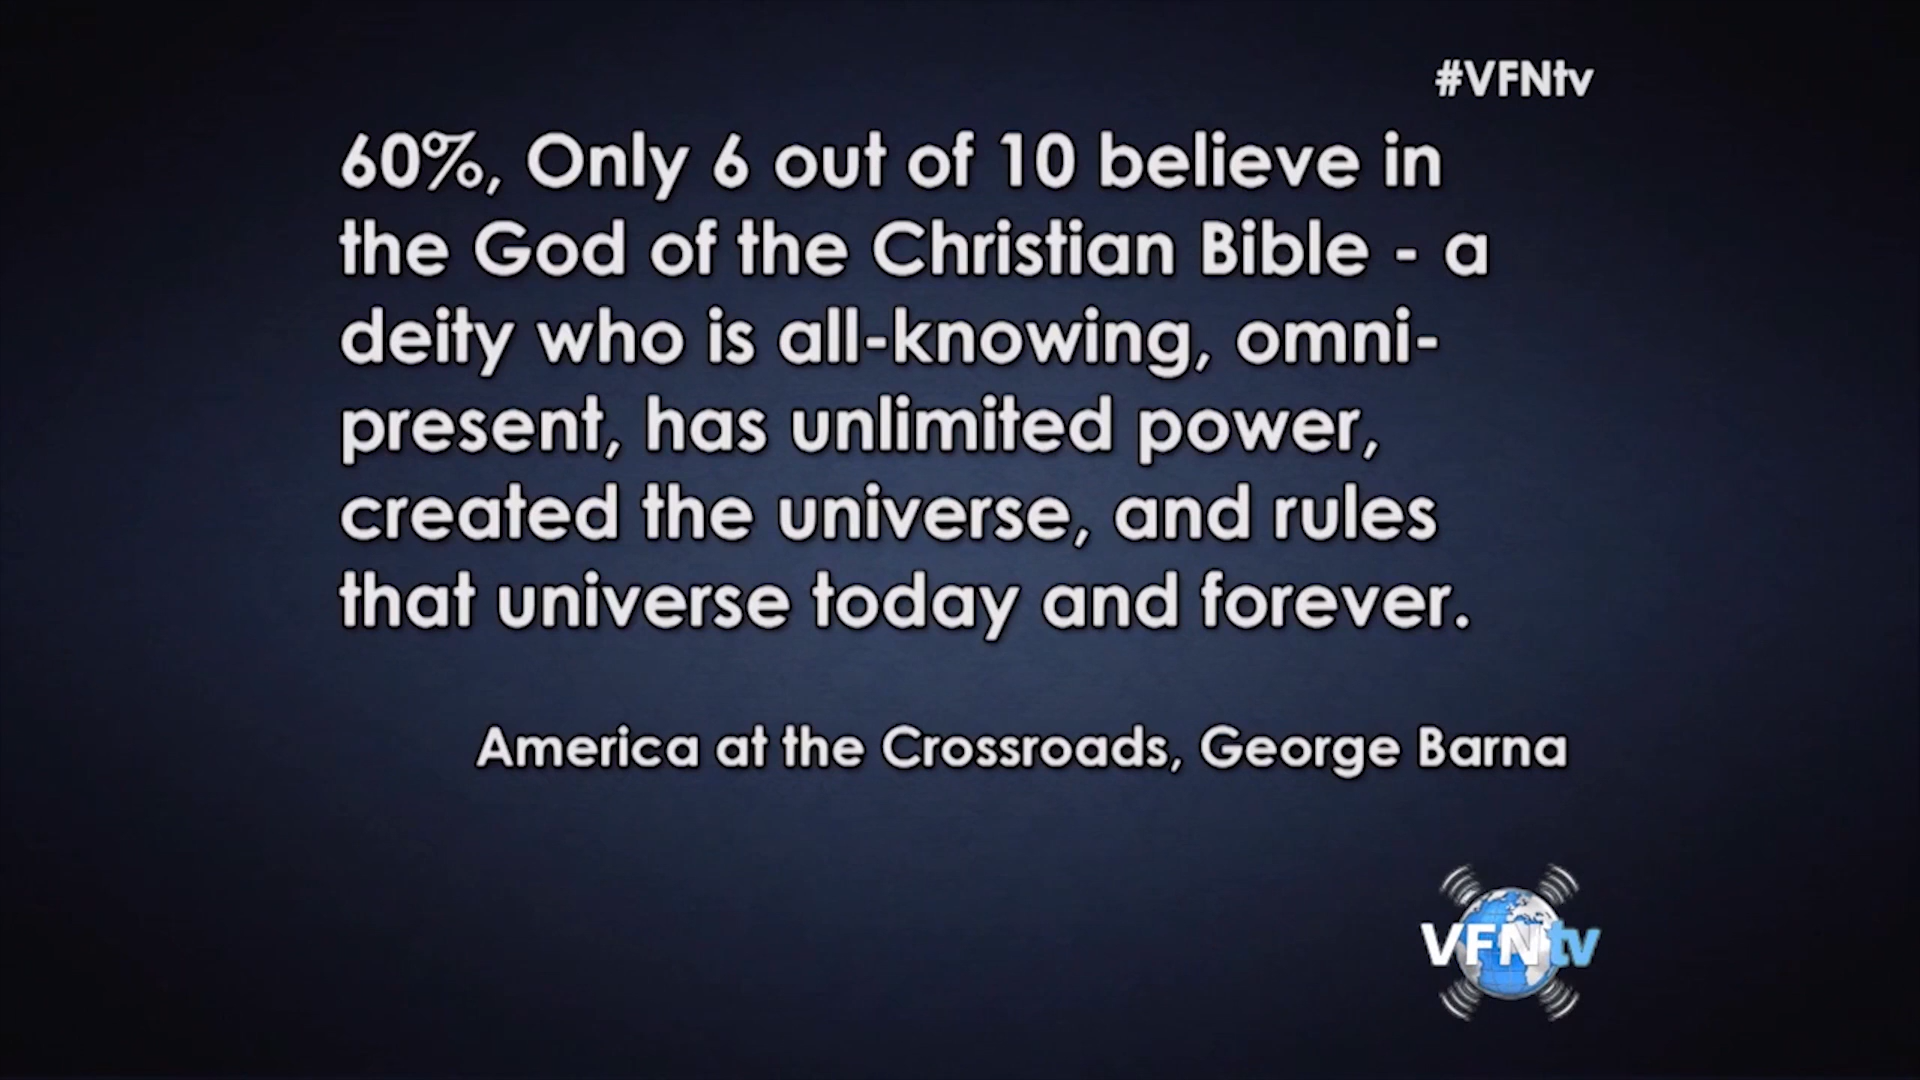 #VFNtv
60%, Only 6 out of 10 believe in
the God of the Christian Bible - a
deity who is all-knowing, omni-
present, has unlimited power,
created the universe, and rules
that universe today and forever.
America at the Crossroads, George Barna
VFNtv